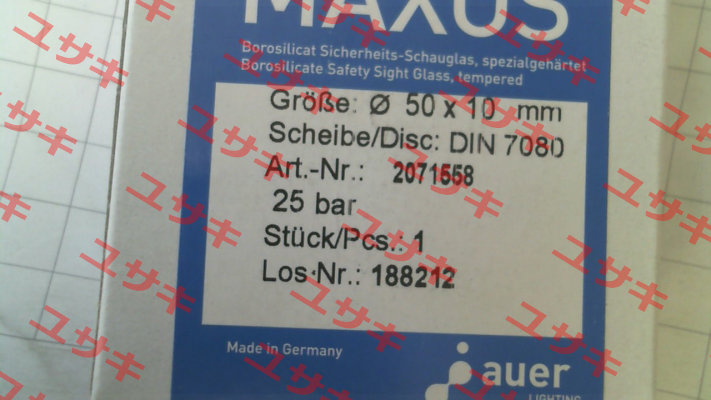 MAXOS
Borosilicat Sicherheits-Schauglas, spezialgehärtet
Borosilicate Safety Sight Glass, tempered
Größe: Ø 50 x 10 mm
Scheibe/Disc: DIN 7080
Art.-Nr.: 2071558
25 bar
Stück/Pcs.: 1
Los-Nr.: 188212
Made in Germany
auer
LIGHTING
ユサキ